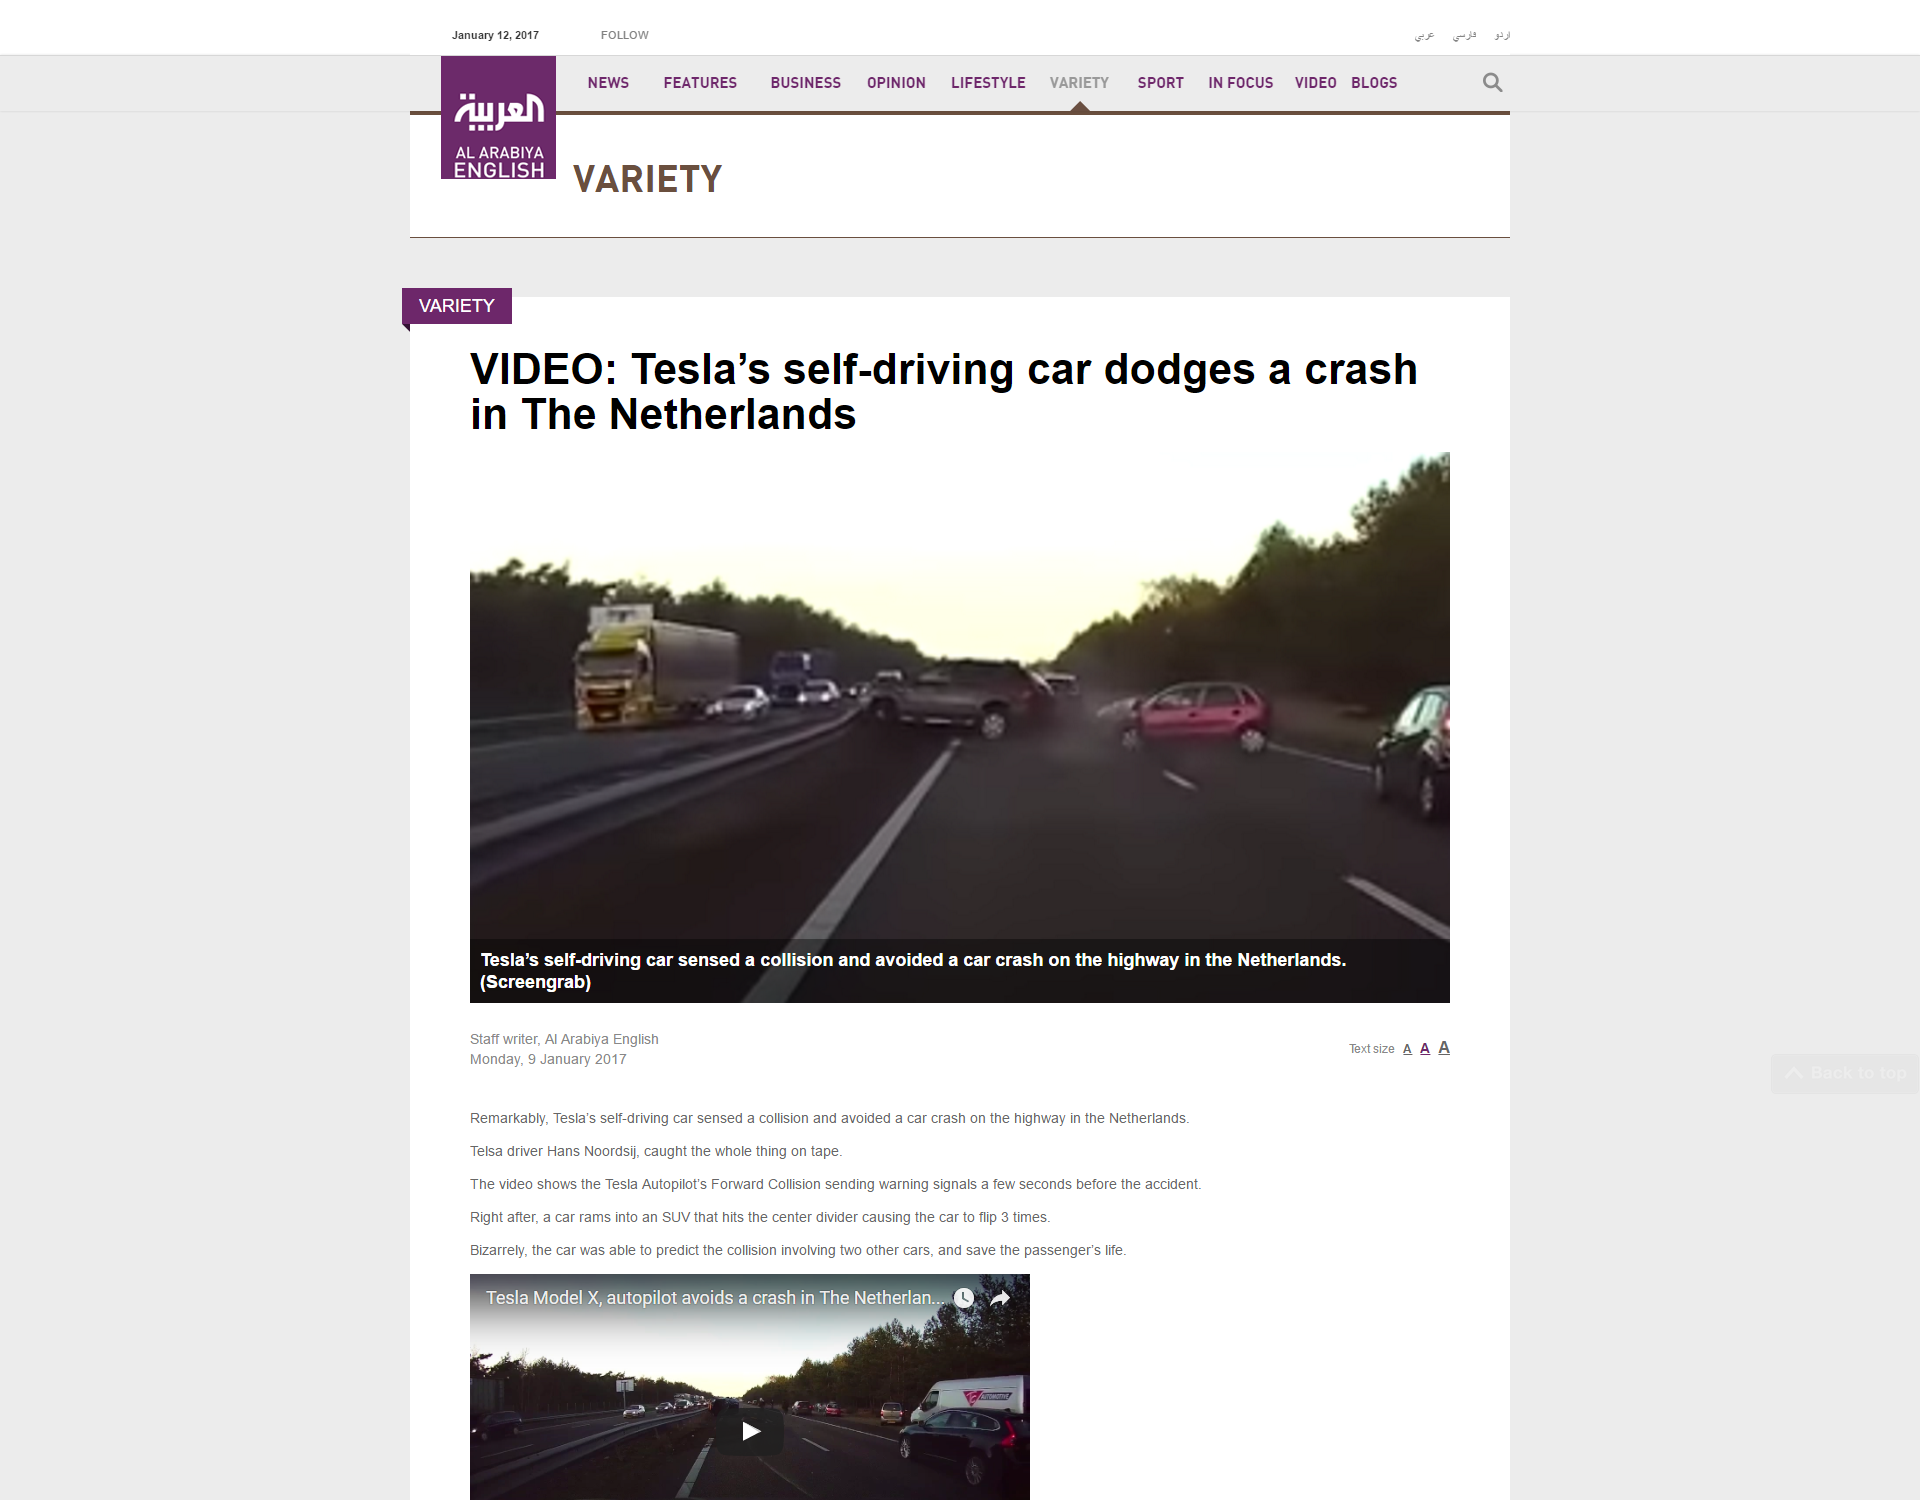 January 12, 2017
FOLLOW
عربي فارسي اردو
العربية
AL ARABIYA
ENGLISH
NEWS FEATURES BUSINESS OPINION LIFESTYLE VARIETY SPORT IN FOCUS VIDEO BLOGS
VARIETY
VARIETY
VIDEO: Tesla’s self-driving car dodges a crash
in The Netherlands
Tesla’s self-driving car sensed a collision and avoided a car crash on the highway in the Netherlands.
(Screengrab)
Staff writer, Al Arabiya English
Monday, 9 January 2017
Text size A A A
Back to top
Remarkably, Tesla’s self-driving car sensed a collision and avoided a car crash on the highway in the Netherlands.
Telsa driver Hans Noordsij, caught the whole thing on tape.
The video shows the Tesla Autopilot’s Forward Collision sending warning signals a few seconds before the accident.
Right after, a car rams into an SUV that hits the center divider causing the car to flip 3 times.
Bizarrely, the car was able to predict the collision involving two other cars, and save the passenger’s life.
Tesla Model X, autopilot avoids a crash in The Netherlan...
AUTOMOTIVE